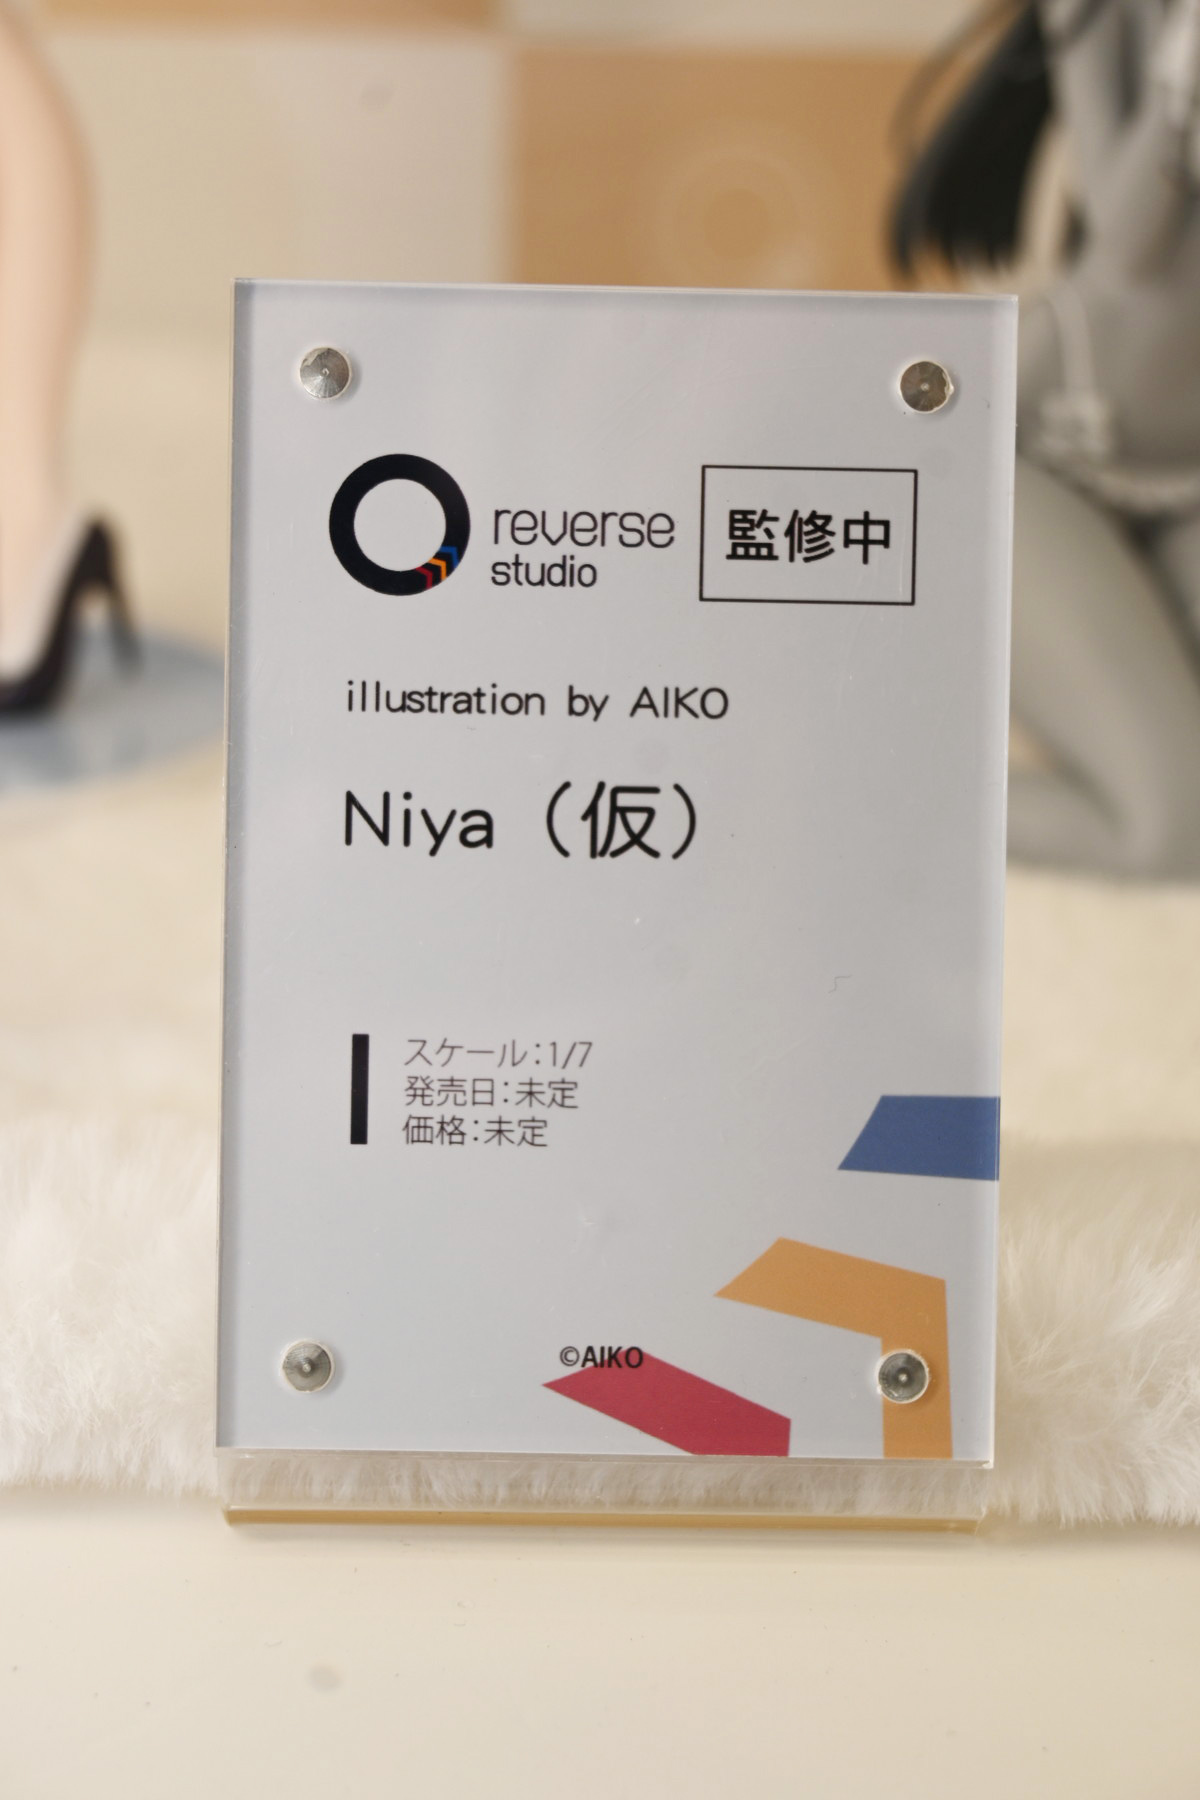 reverse
studio
監修中
illustration by AIKO
Niya（仮）
スケール：1/7
発売日：未定
価格：未定
©AIKO